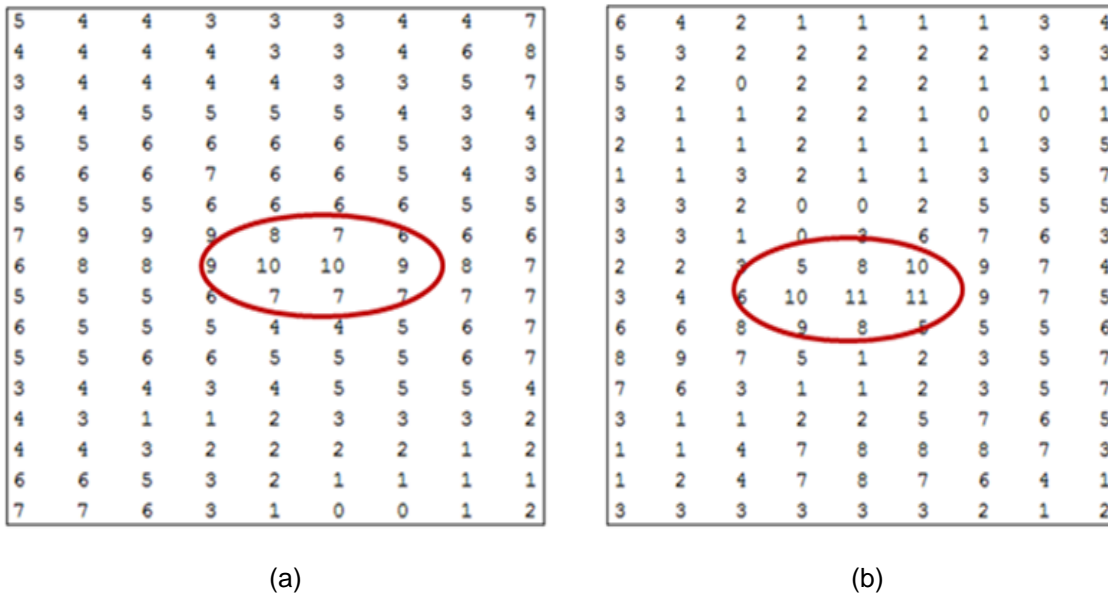 5 4 4 3 3 3 4 4 7
4 4 4 4 3 3 4 6 8
3 4 4 4 4 3 3 5 7
3 4 5 5 5 5 4 3 4
5 5 6 6 6 6 5 3 3
6 6 6 7 6 6 5 4 3
5 5 5 6 6 6 6 5 5
7 9 9 9 8 7 6 6 6
6 8 8 9 10 10 9 8 7
5 5 5 6 7 7 7 7 7
6 5 5 5 4 4 5 6 7
5 5 6 6 5 5 5 6 7
3 4 4 3 4 5 5 5 4
4 3 1 1 2 3 3 3 2
4 4 3 2 2 2 2 1 2
6 6 5 3 2 1 1 1 1
7 7 6 3 1 0 0 1 2
(a)
6 4 2 1 1 1 1 3 4
5 3 2 2 2 2 2 3 3
5 2 0 2 2 2 1 1 1
3 1 1 2 2 1 0 0 1
2 1 1 2 1 1 1 3 5
1 1 3 2 1 1 3 5 7
3 3 2 0 0 2 5 5 5
3 3 1 0 3 6 7 6 3
2 2 3 5 8 10 9 7 4
3 4 6 10 11 11 9 7 5
6 6 8 9 8 5 5 5 6
8 9 7 5 1 2 3 5 7
7 6 3 1 1 2 3 5 7
3 1 1 2 2 5 7 6 5
1 1 4 7 8 8 8 7 3
1 2 4 7 8 7 6 4 1
3 3 3 3 3 3 2 1 2
(b)